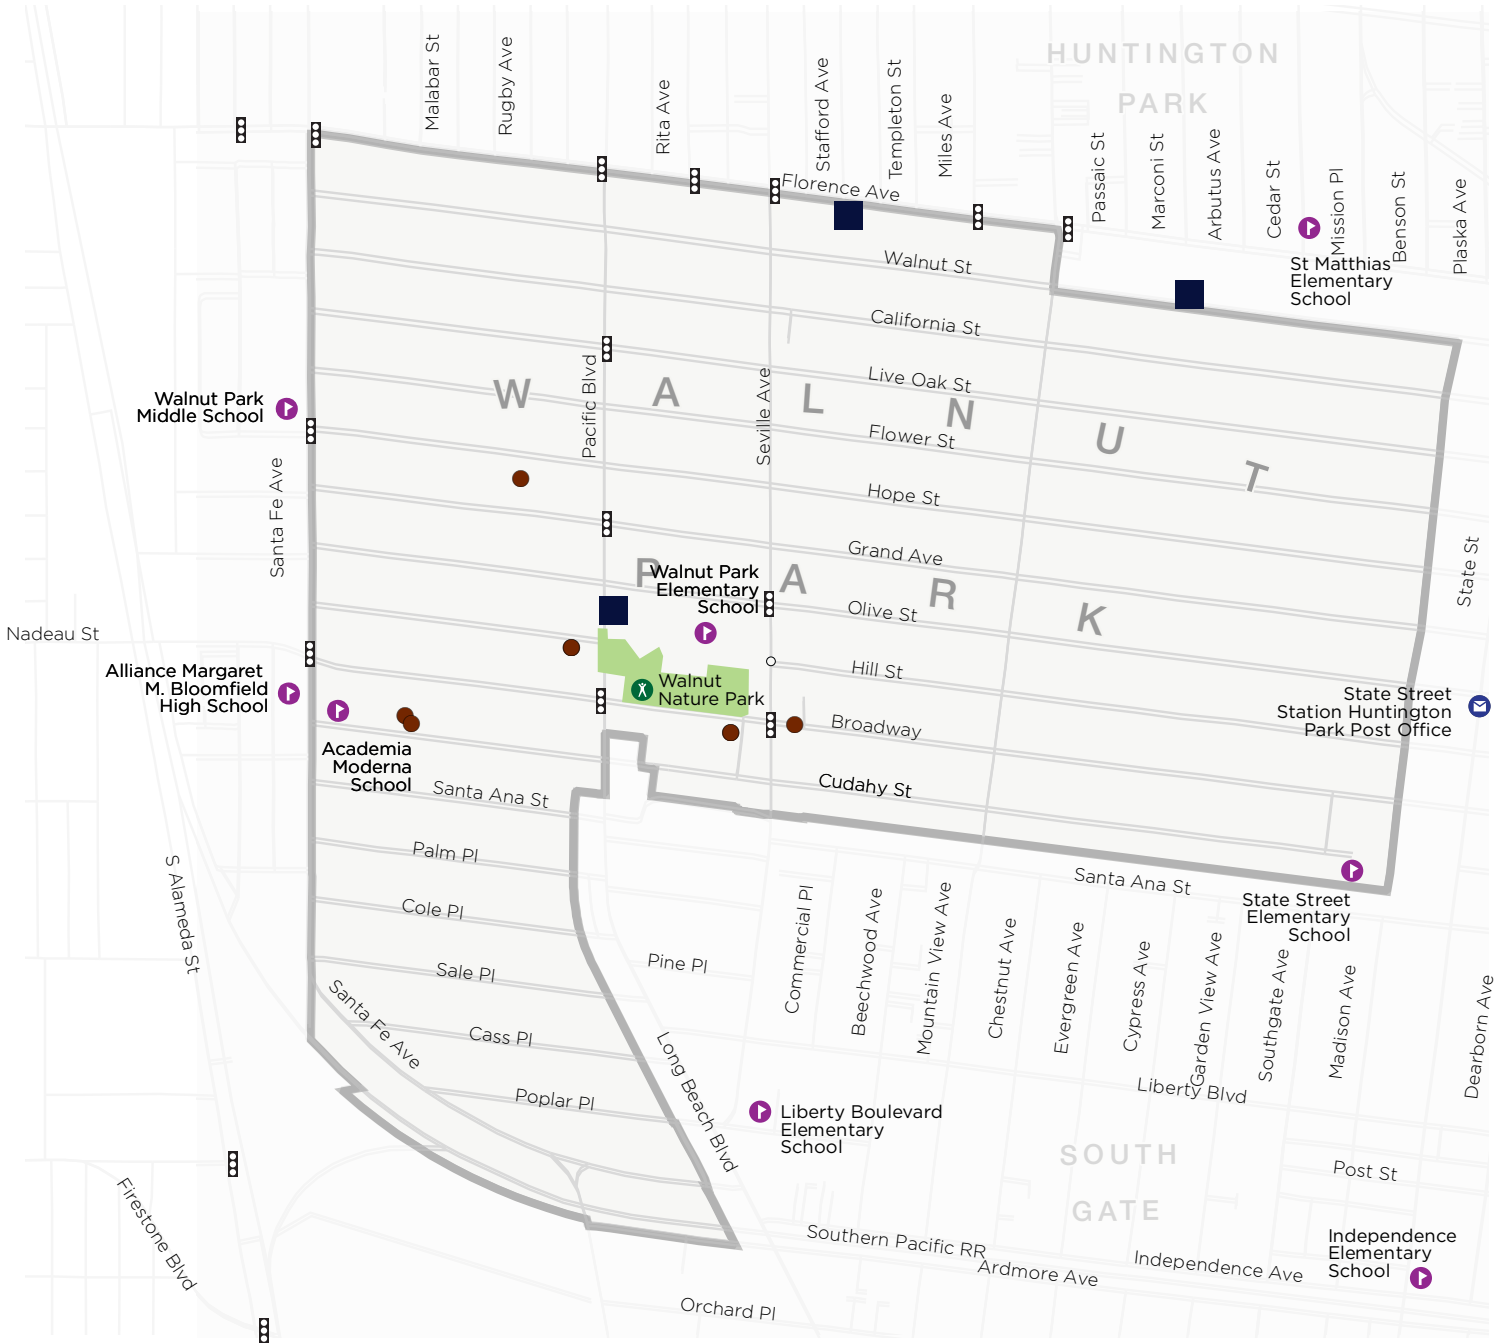 HUNTINGTON
PARK
Malabar St
Rugby Ave
Rita Ave
Stafford Ave
Templeton St
Miles Ave
Passaic St
Marconi St
Arbutus Ave
Cedar St
Mission Pl
Benson St
Plaska Ave
Florence Ave
St Matthias
Elementary
School
Walnut St
California St
Live Oak St
Flower St
Hope St
Grand Ave
Olive St
Hill St
Broadway
Cudahy St
WALNUT
PARK
Pacific Blvd
Seville Ave
Walnut Park
Middle School
Santa Fe Ave
Walnut Park
Elementary
School
State St
Nadeau St
Alliance Margaret
M. Bloomfield
High School
Walnut
Nature Park
State Street
Station Huntington
Park Post Office
Academia
Moderna
School
Santa Ana St
Palm Pl
Cole Pl
Sale Pl
Cass Pl
Poplar Pl
Santa Fe Ave
S Alameda St
Santa Ana St
State Street
Elementary
School
Pine Pl
Commercial Pl
Beechwood Ave
Mountain View Ave
Chestnut Ave
Evergreen Ave
Cypress Ave
Garden View Ave
Southgate Ave
Madison Ave
Dearborn Ave
Long Beach Blvd
Liberty Blvd
Liberty Boulevard
Elementary
School
SOUTH
GATE
Post St
Firestone Blvd
Southern Pacific RR
Ardmore Ave
Independence Ave
Independence
Elementary
School
Orchard Pl